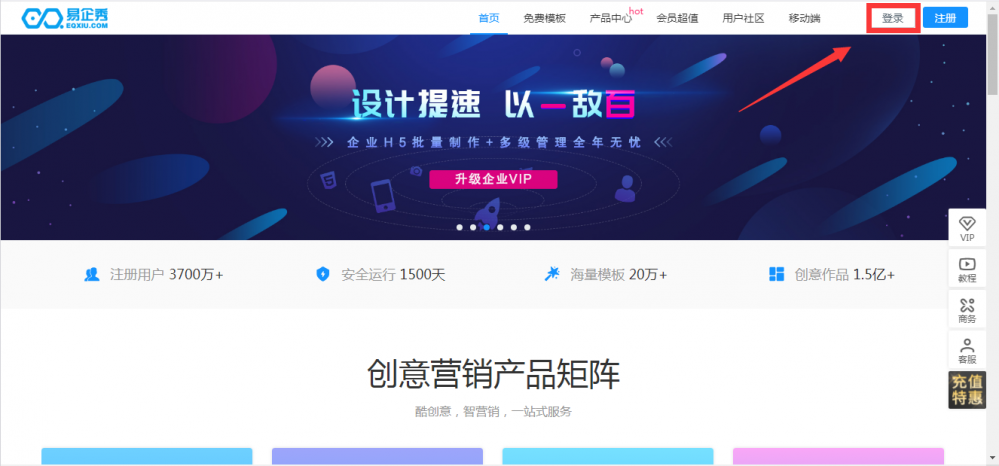 易企秀
EQXIU.COM
首页 免费模板 产品中心 hot 会员超值 用户社区 移动端 登录 注册
设计提速 以一敌百
企业H5批量制作+多级管理全年无忧
升级企业VIP
注册用户 3700万+ 安全运行 1500天 海量模板 20万+ 创意作品 1.5亿+
VIP
教程
商务
客服
充值
特惠
创意营销产品矩阵
酷创意，智营销，一站式服务